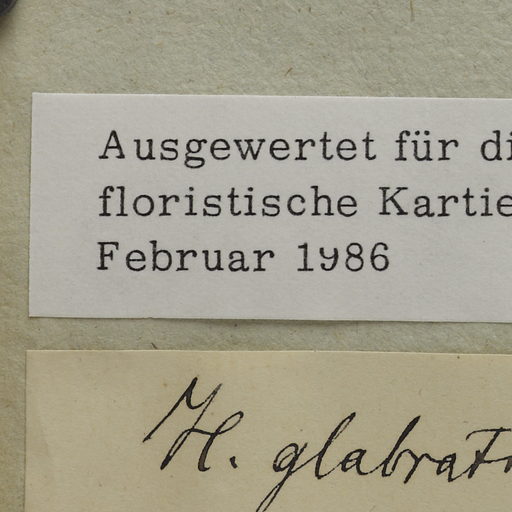 Ausgewertet für di
floristische Kartie
Februar 1986
H. glabrat